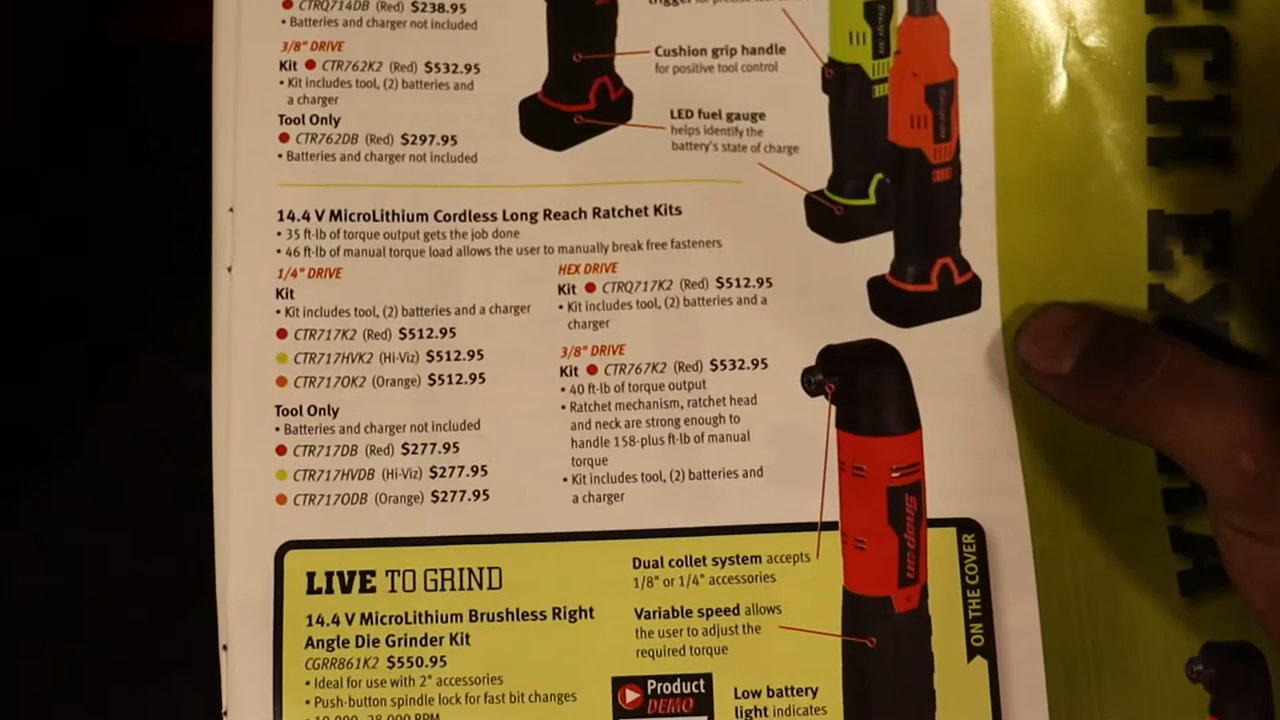 CTRQ714DB (Red) $238.95
• Batteries and charger not included
3/8" DRIVE
Kit CTR762K2 (Red) $532.95
• Kit includes tool, (2) batteries and
a charger
Tool Only
CTR762DB (Red) $297.95
• Batteries and charger not included
trigger for precise
Cushion grip handle
for positive tool control
LED fuel gauge
helps identify the
battery's state of charge
Snap-on
Snap-on
14.4 V MicroLithium Cordless Long Reach Ratchet Kits
• 35 ft-lb of torque output gets the job done
• 46 ft-lb of manual torque load allows the user to manually break free fasteners
1/4" DRIVE
Kit
• Kit includes tool, (2) batteries and a charger
CTR717K2 (Red) $512.95
CTR717HVK2 (Hi-Viz) $512.95
CTR717OK2 (Orange) $512.95
Tool Only
• Batteries and charger not included
CTR717DB (Red) $277.95
CTR717HVDB (Hi-Viz) $277.95
CTR717ODB (Orange) $277.95
HEX DRIVE
Kit CTRQ717K2 (Red) $512.95
• Kit includes tool, (2) batteries and a
charger
3/8" DRIVE
Kit CTR767K2 (Red) $532.95
• 40 ft-lb of torque output
• Ratchet mechanism, ratchet head
and neck are strong enough to
handle 158-plus ft-lb of manual
torque
• Kit includes tool, (2) batteries and
a charger
LIVE TO GRIND
14.4 V MicroLithium Brushless Right
Angle Die Grinder Kit
CGRR861K2 $550.95
• Ideal for use with 2" accessories
• Push-button spindle lock for fast bit changes
Dual collet system accepts
1/8" or 1/4" accessories
Variable speed allows
the user to adjust the
required torque
Product
DEMO
Low battery
light indicates
Snap-on
ON THE COVER